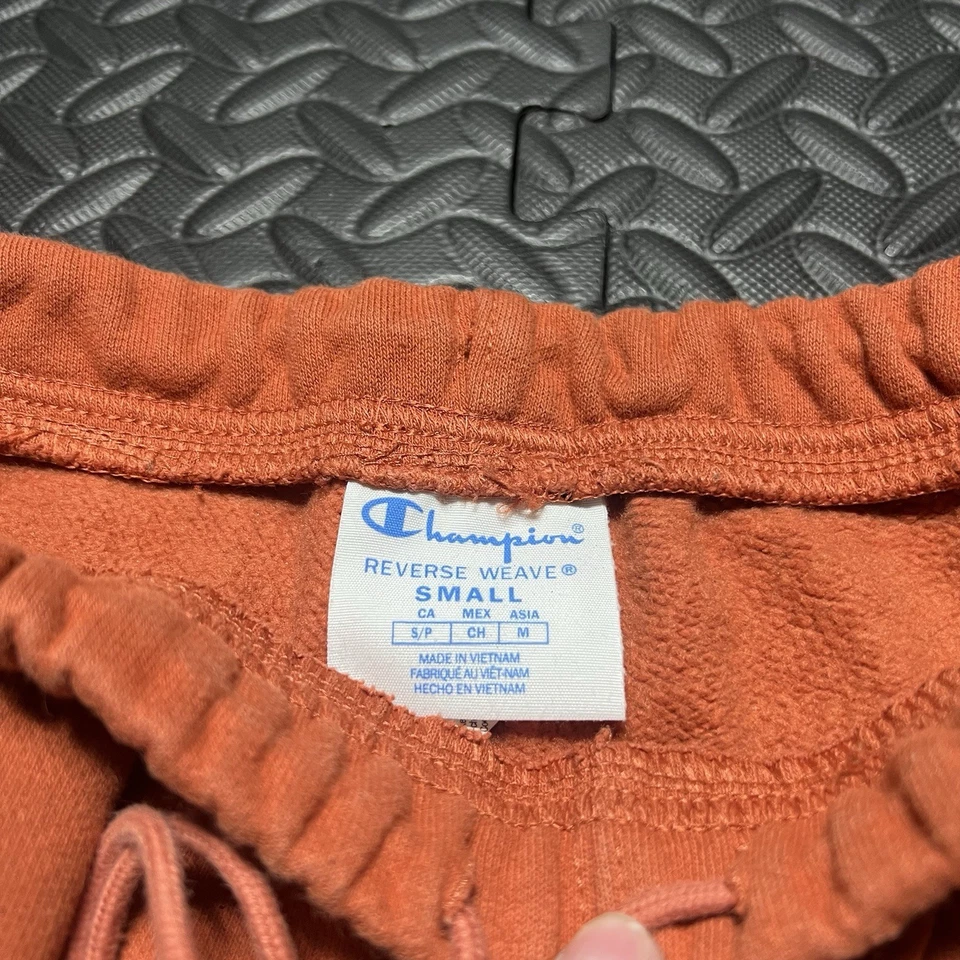 Champion®
REVERSE WEAVE®
SMALL
CA MEX ASIA
S/P CH M
MADE IN VIETNAM
FABRIQUÉ AU VIÊT-NAM
HECHO EN VIETNAM